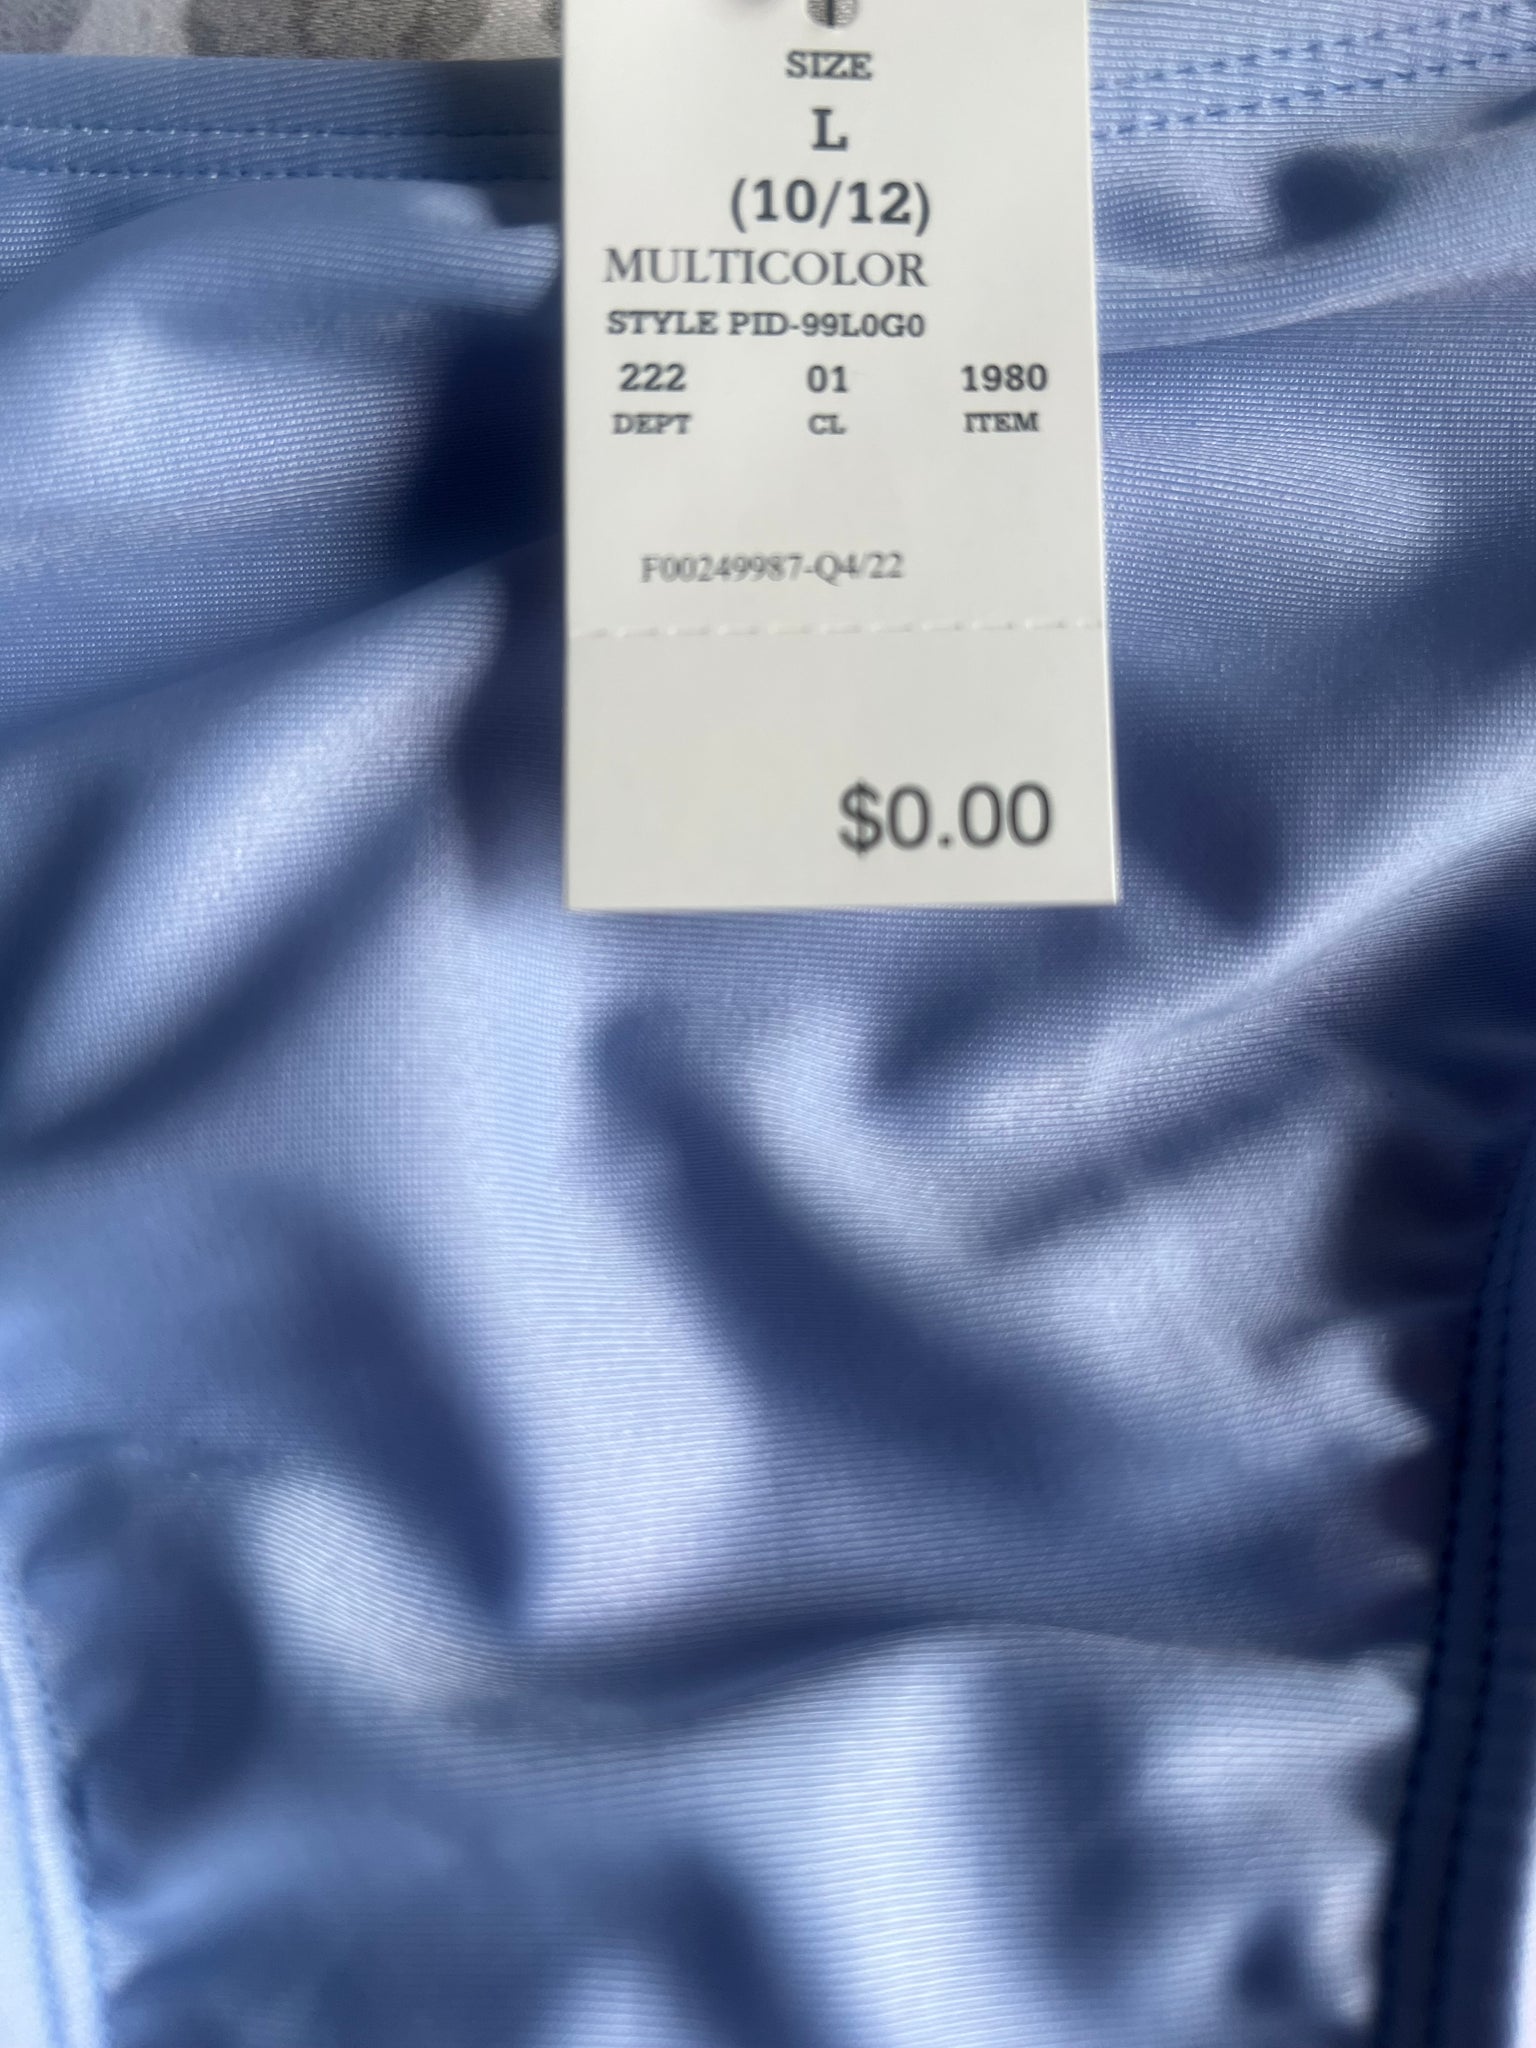 SIZE
L
(10/12)
MULTICOLOR
STYLE PID-99L0G0
222 01 1980
DEPT CL ITEM
F00249987-Q4/22
$0.00